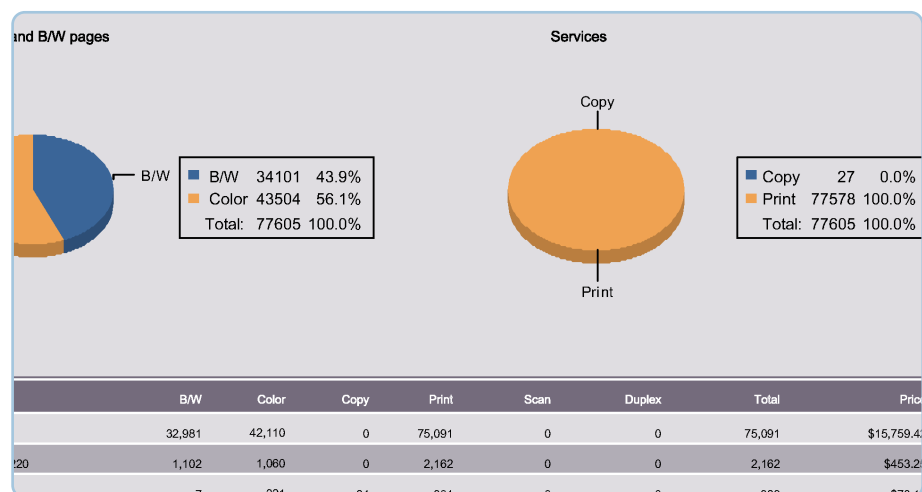 and B/W pages
Services
Copy
B/W
B/W 34101 43.9%
Color 43504 56.1%
Total: 77605 100.0%
Copy 27 0.0%
Print 77578 100.0%
Total: 77605 100.0%
Print
B/W Color Copy Print Scan Duplex Total
32,981 42,110 0 75,091 0 0 75,091 $15,759.4
220 1,102 1,060 0 2,162 0 0 2,162 $453.2